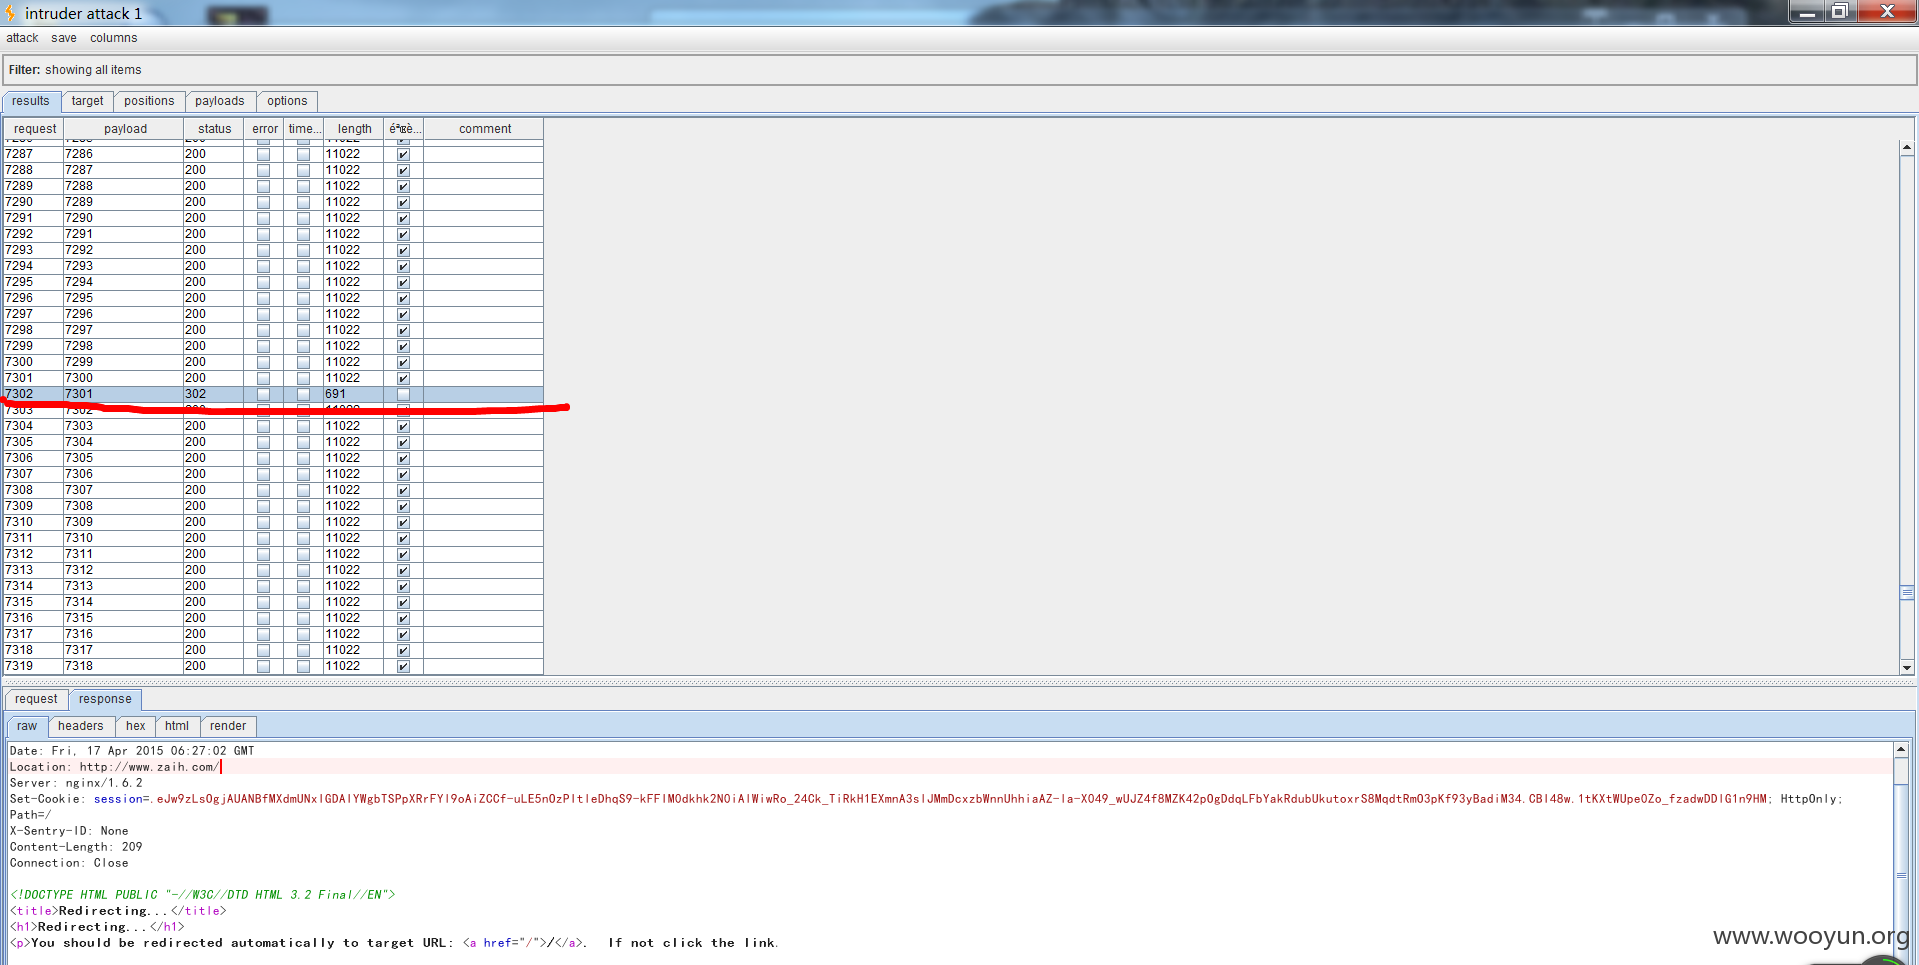 intruder attack 1
attack save columns
Filter: showing all items
results target positions payloads options
request payload status error time... length éªŒè... comment
7287 7286 200 11022
7288 7287 200 11022
7289 7288 200 11022
7290 7289 200 11022
7291 7290 200 11022
7292 7291 200 11022
7293 7292 200 11022
7294 7293 200 11022
7295 7294 200 11022
7296 7295 200 11022
7297 7296 200 11022
7298 7297 200 11022
7299 7298 200 11022
7300 7299 200 11022
7301 7300 200 11022
7302 7301 302 691
7303 7302 200 11022
7304 7303 200 11022
7305 7304 200 11022
7306 7305 200 11022
7307 7306 200 11022
7308 7307 200 11022
7309 7308 200 11022
7310 7309 200 11022
7311 7310 200 11022
7312 7311 200 11022
7313 7312 200 11022
7314 7313 200 11022
7315 7314 200 11022
7316 7315 200 11022
7317 7316 200 11022
7318 7317 200 11022
7319 7318 200 11022
request response
raw headers hex html render
Date: Fri, 17 Apr 2015 06:27:02 GMT
Location: http://www.zaih.com/
Server: nginx/1.6.2
Set-Cookie: HttpOnly;
Path=/
X-Sentry-ID: None
Content-Length: 209
Connection: Close
<!DOCTYPE HTML PUBLIC "-//W3C//DTD HTML 3.2 Final//EN">
<title>Redirecting...</title>
<h1>Redirecting...</h1>
<p>You should be redirected automatically to target URL: <a href="/">/</a>.  If not click the link.
www.wooyun.org